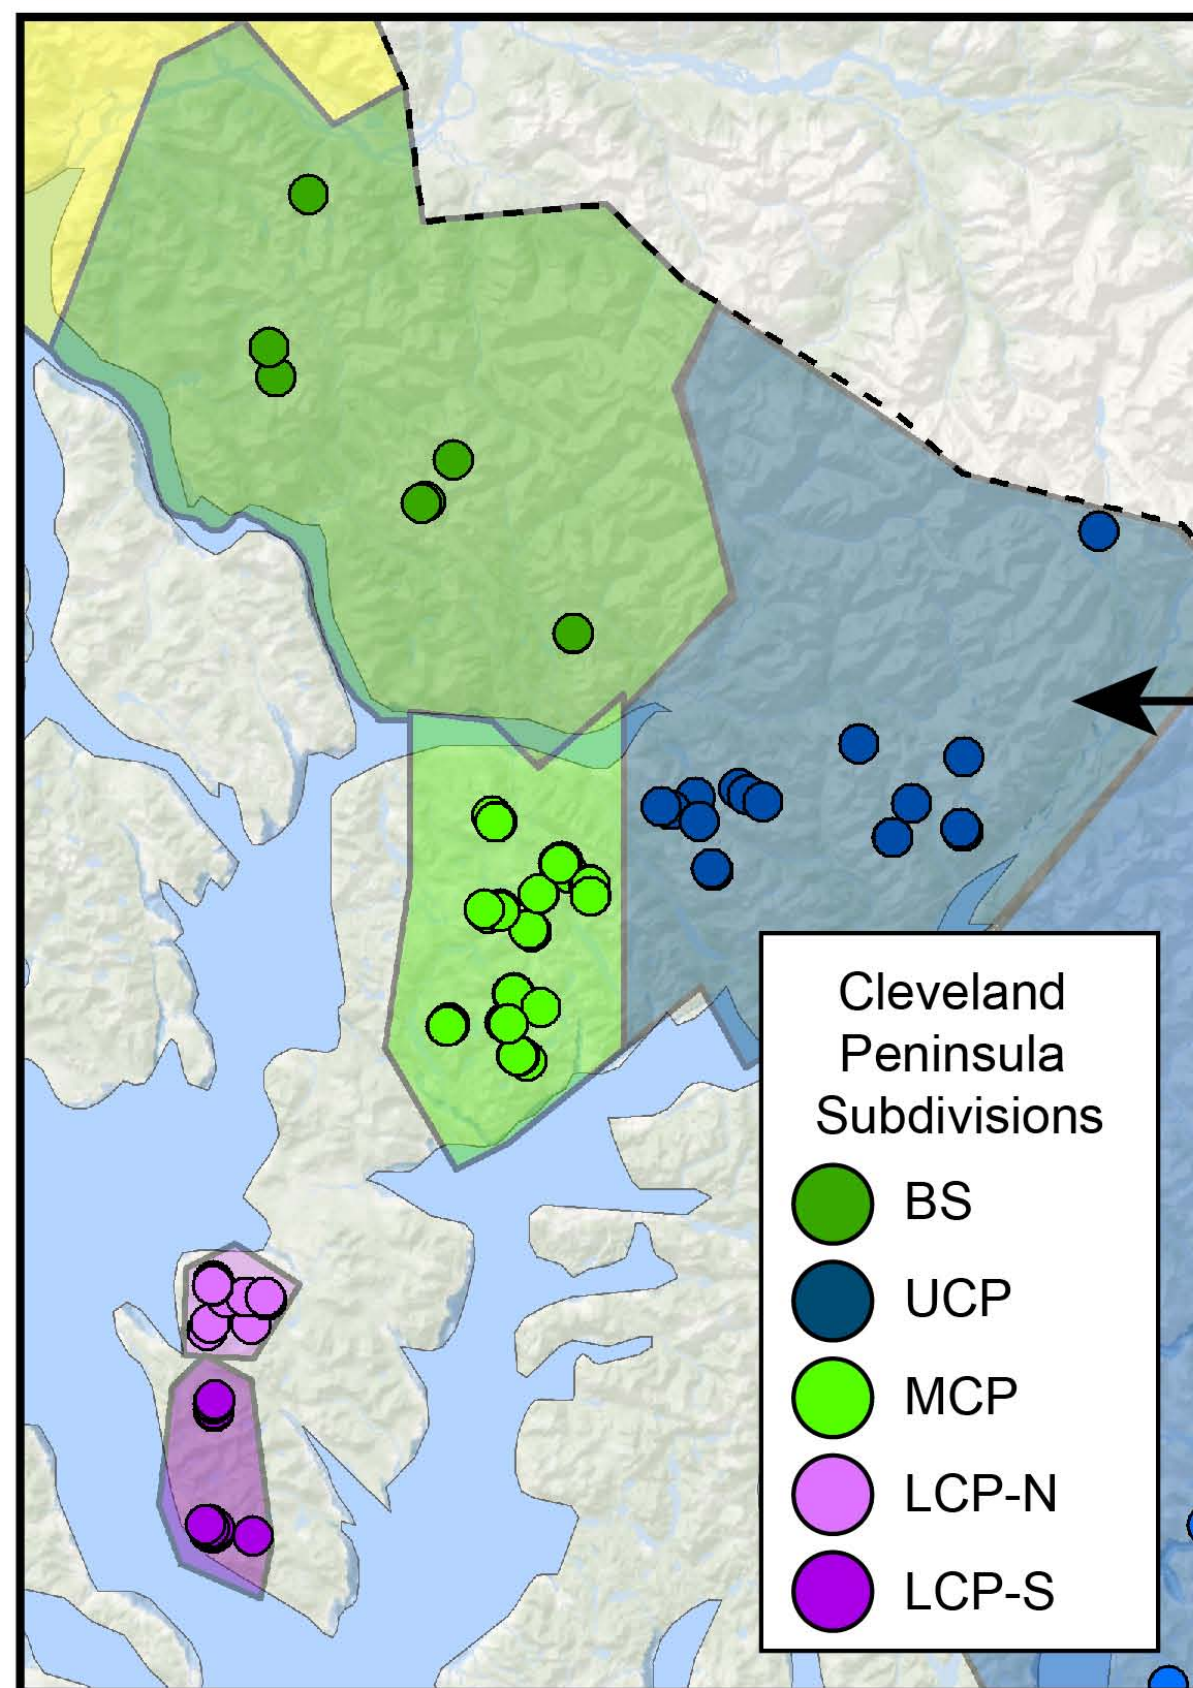 Cleveland
Peninsula
Subdivisions
BS
UCP
MCP
LCP-N
LCP-S